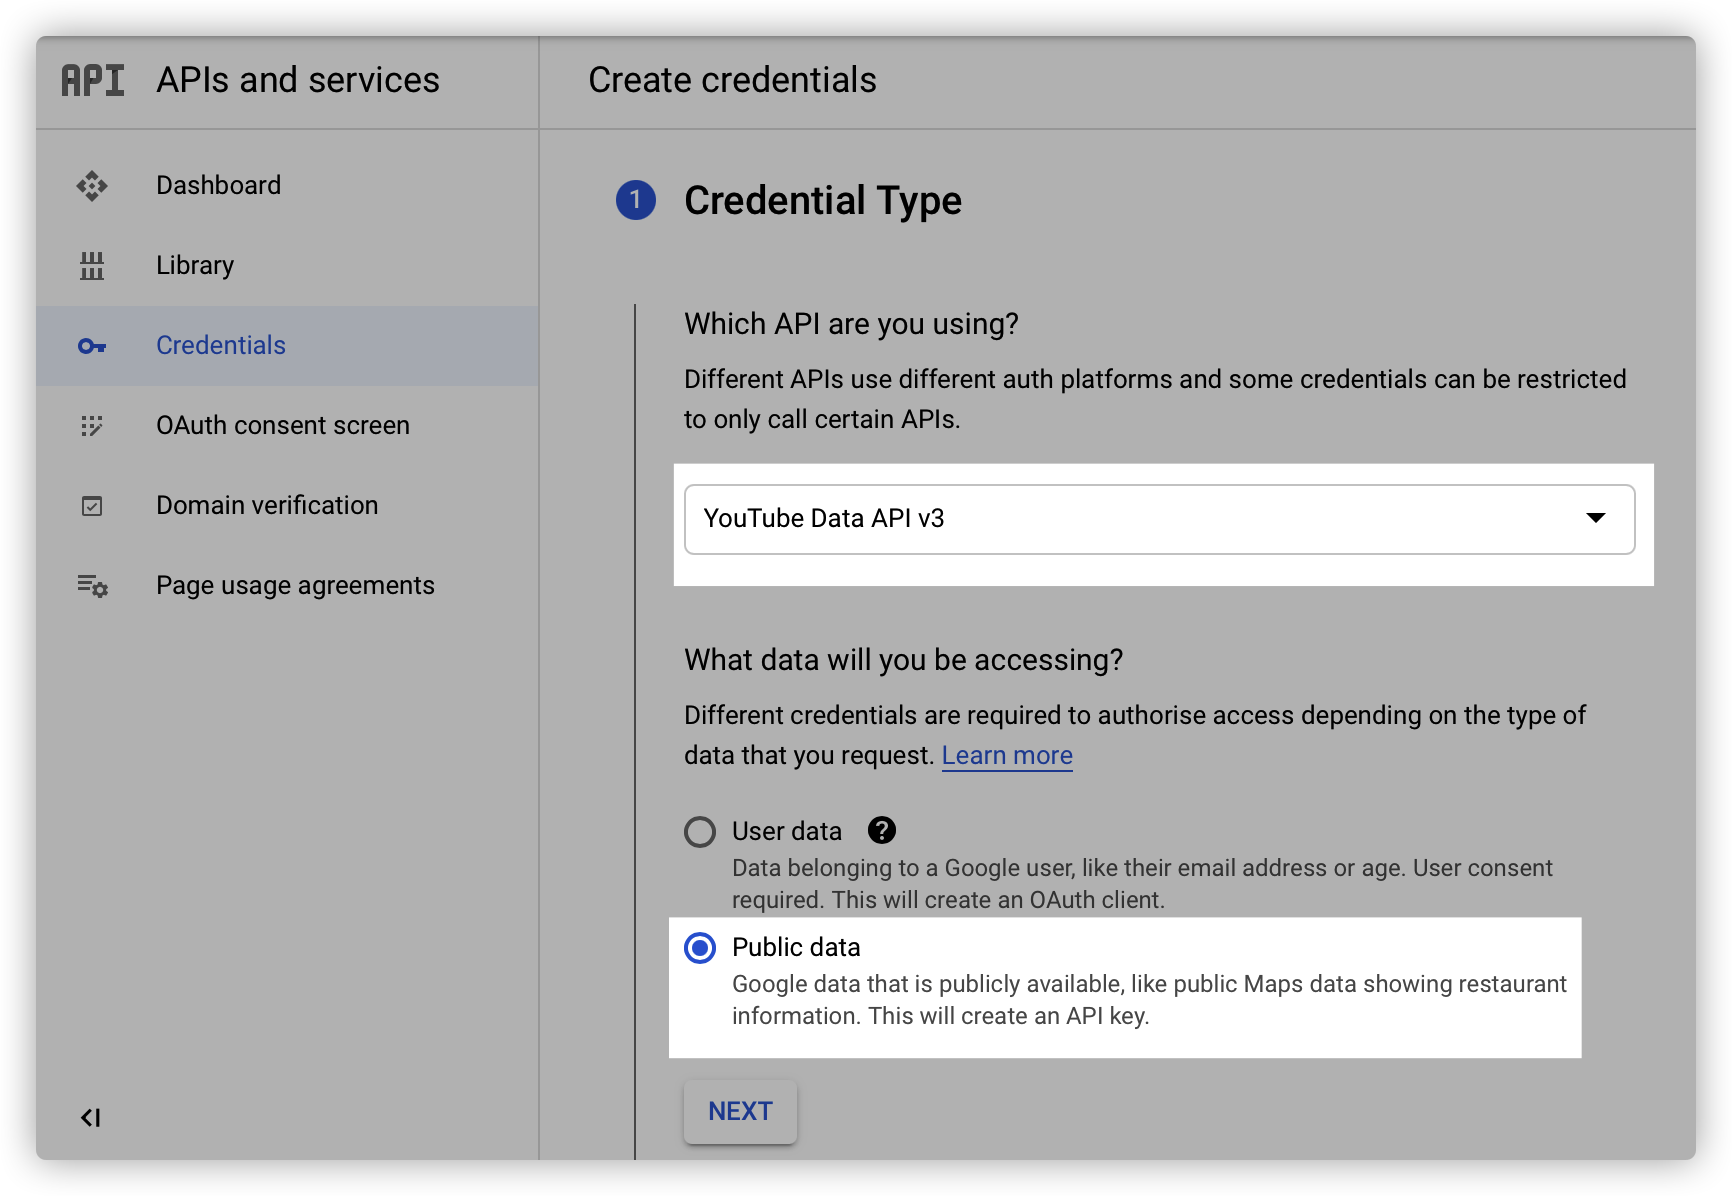 API APIs and services
Create credentials
Dashboard
Library
Credentials
OAuth consent screen
Domain verification
Page usage agreements
1 Credential Type
Which API are you using?
Different APIs use different auth platforms and some credentials can be restricted
to only call certain APIs.
YouTube Data API v3
What data will you be accessing?
Different credentials are required to authorise access depending on the type of
data that you request. Learn more
User data ?
Data belonging to a Google user, like their email address or age. User consent
required. This will create an OAuth client.
Public data
Google data that is publicly available, like public Maps data showing restaurant
information. This will create an API key.
NEXT